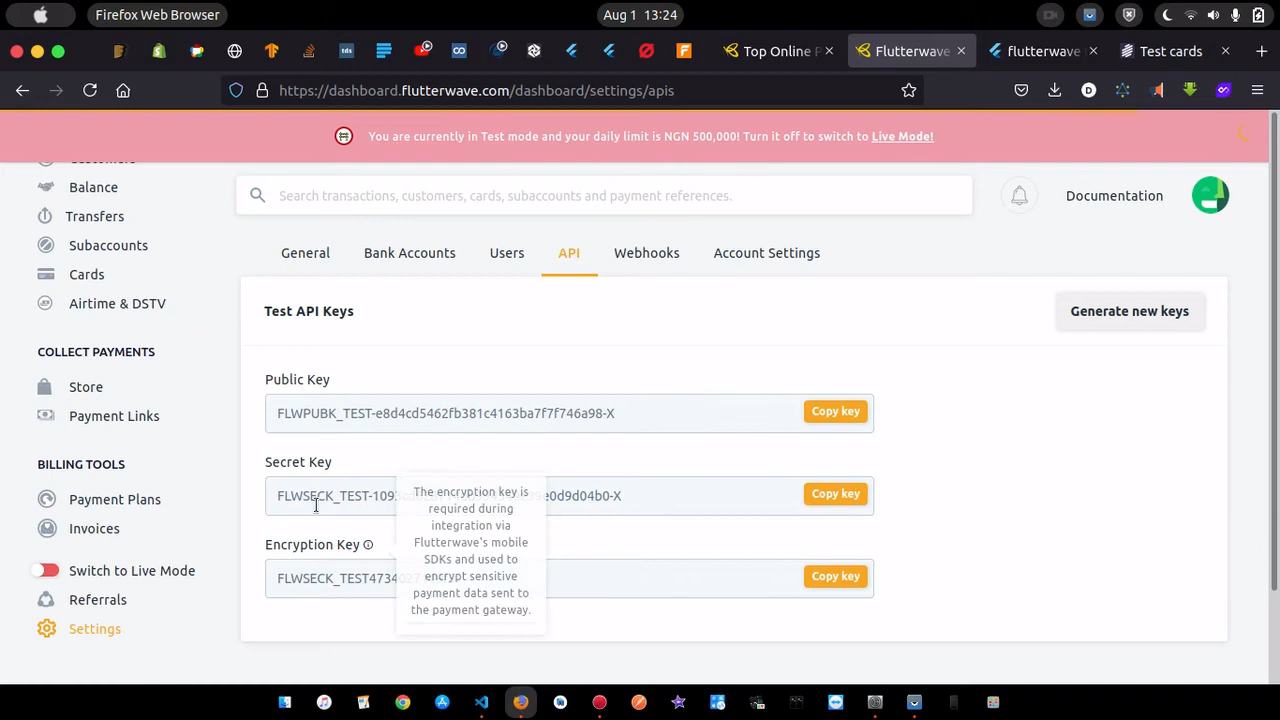 Firefox Web Browser
Aug 1 13:24
Top Online P
Flutterwave
flutterwave
Test cards
https://dashboard.flutterwave.com/dashboard/settings/apis
You are currently in Test mode and your daily limit is NGN 500,000! Turn it off to switch to Live Mode!
Customers
Balance
Transfers
Subaccounts
Cards
Airtime & DSTV
COLLECT PAYMENTS
Store
Payment Links
BILLING TOOLS
Payment Plans
Invoices
Switch to Live Mode
Referrals
Settings
Search transactions, customers, cards, subaccounts and payment references.
Documentation
General
Bank Accounts
Users
API
Webhooks
Account Settings
Test API Keys
Generate new keys
Public Key
FLWPUBK_TEST-e8d4cd5462fb381c4163ba7f7f746a98-X
Copy key
Secret Key
Copy key
The encryption key is
required during
integration via
Flutterwave's mobile
SDKs and used to
encrypt sensitive
payment data sent to
the payment gateway.
Encryption Key
Copy key